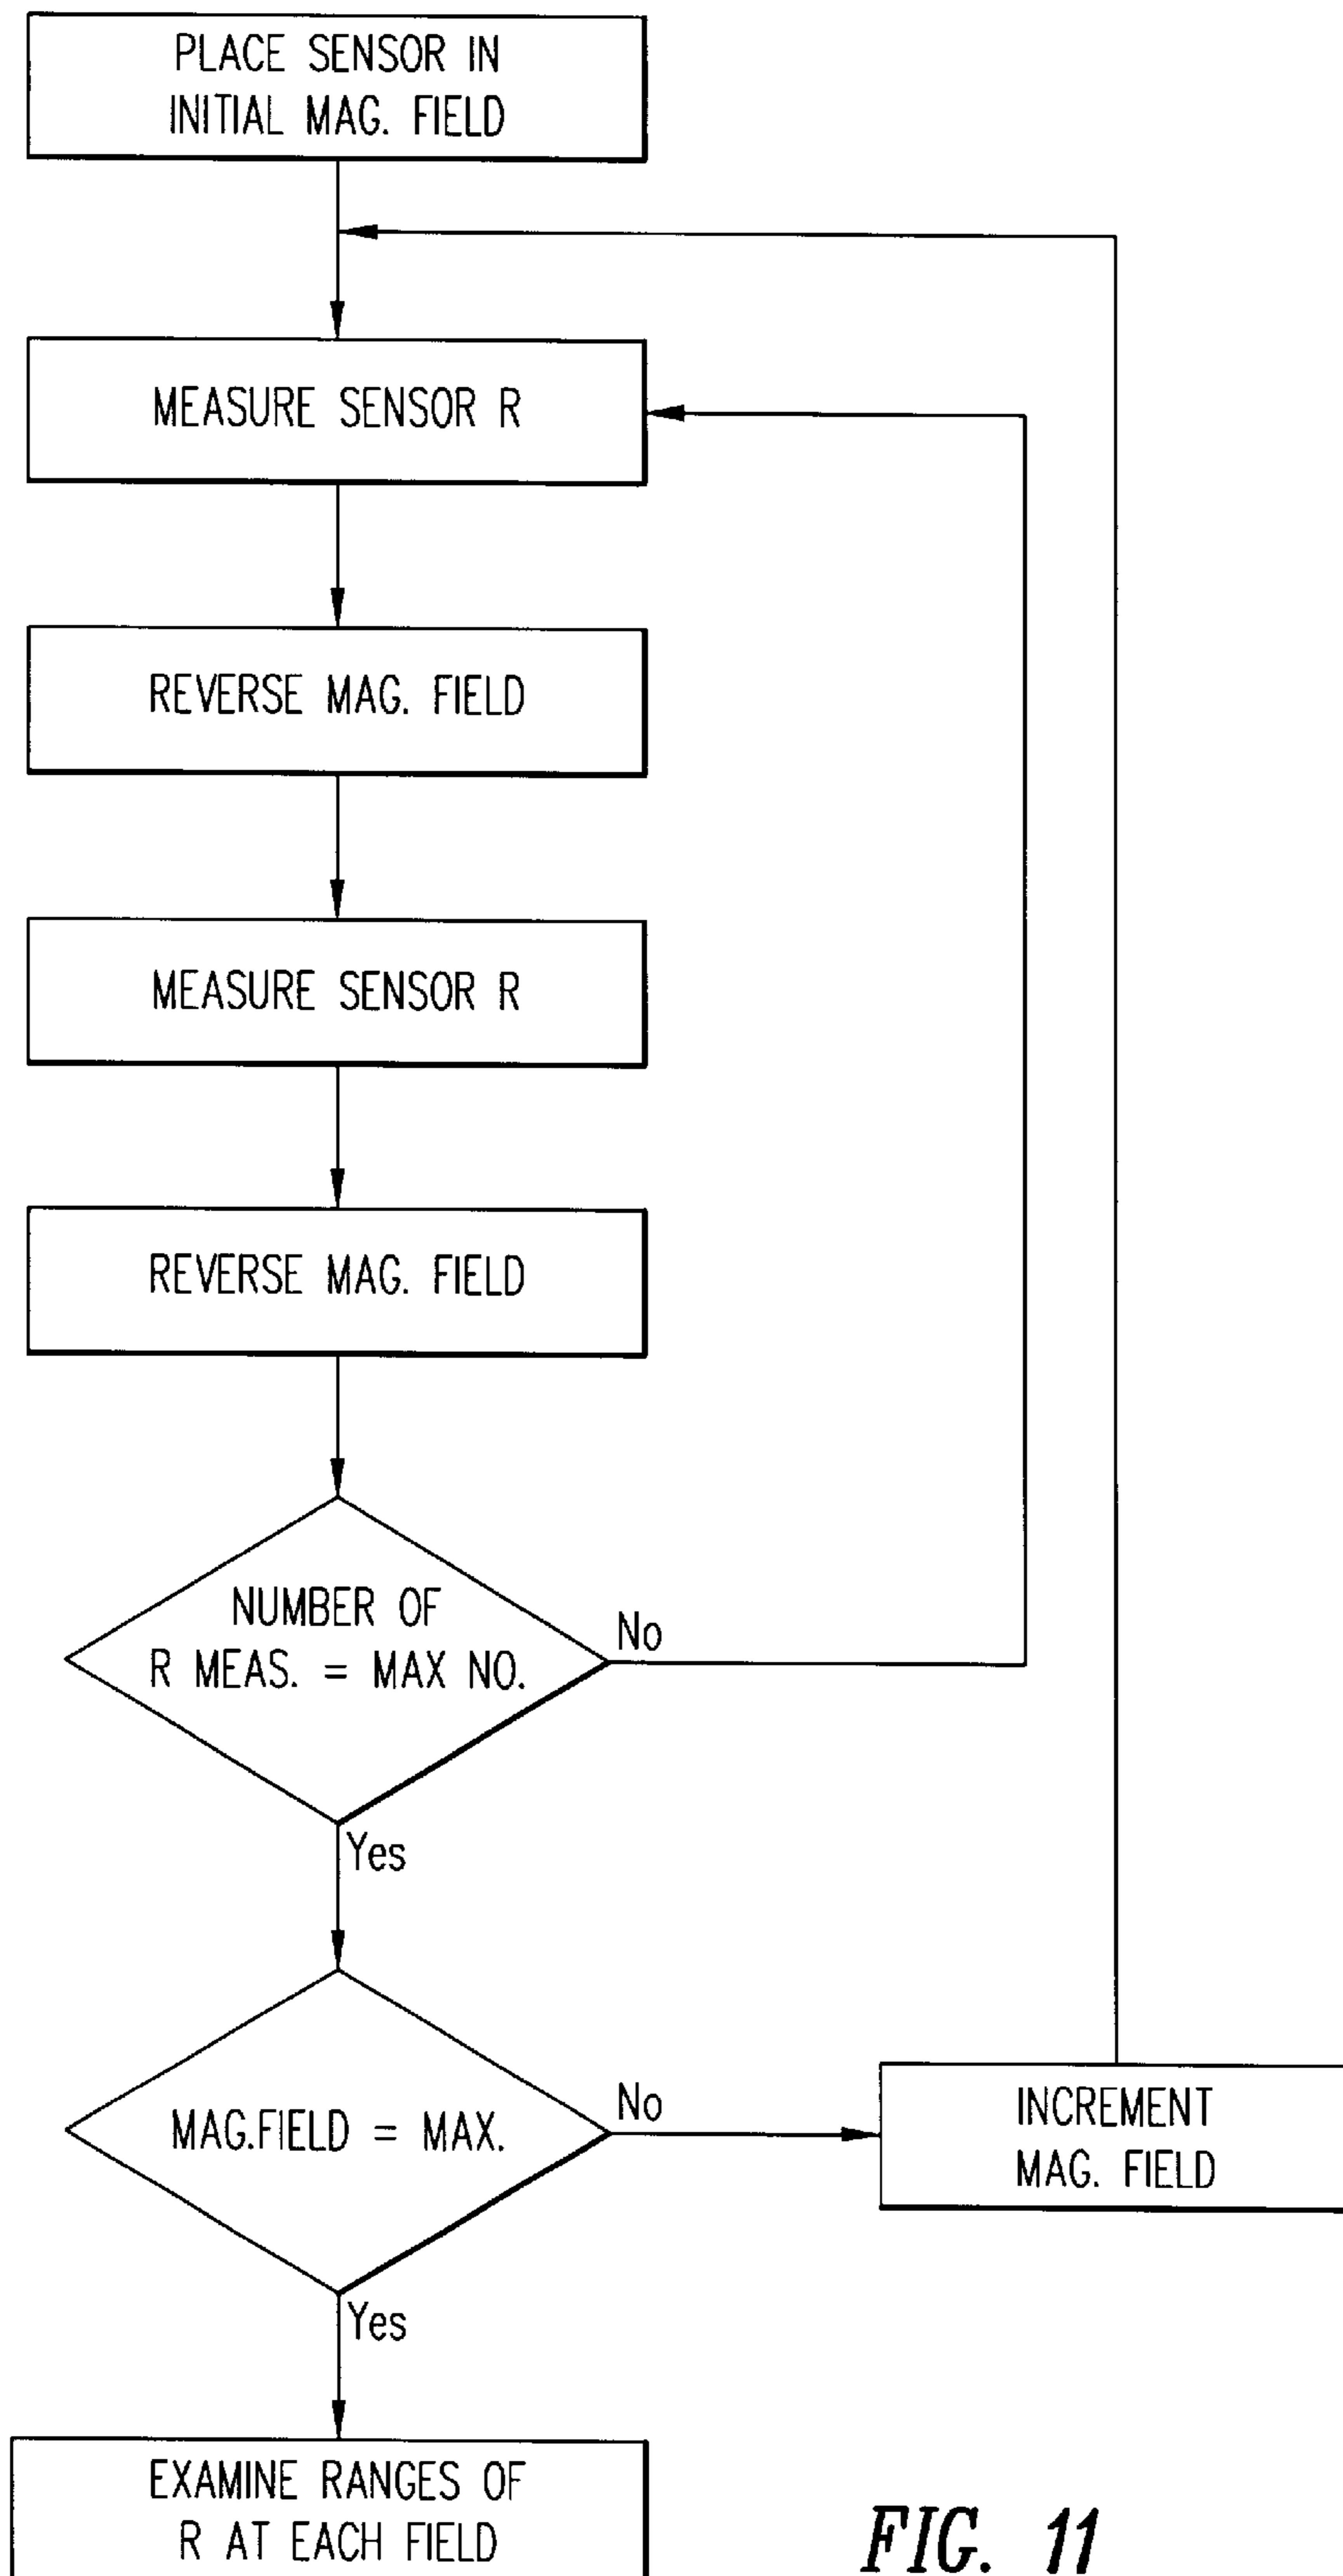 PLACE SENSOR IN
INITIAL MAG. FIELD
MEASURE SENSOR R
REVERSE MAG. FIELD
MEASURE SENSOR R
REVERSE MAG. FIELD
NUMBER OF
R MEAS. = MAX NO.
No
Yes
MAG.FIELD = MAX.
No
INCREMENT
MAG. FIELD
Yes
EXAMINE RANGES OF
R AT EACH FIELD
FIG. 11